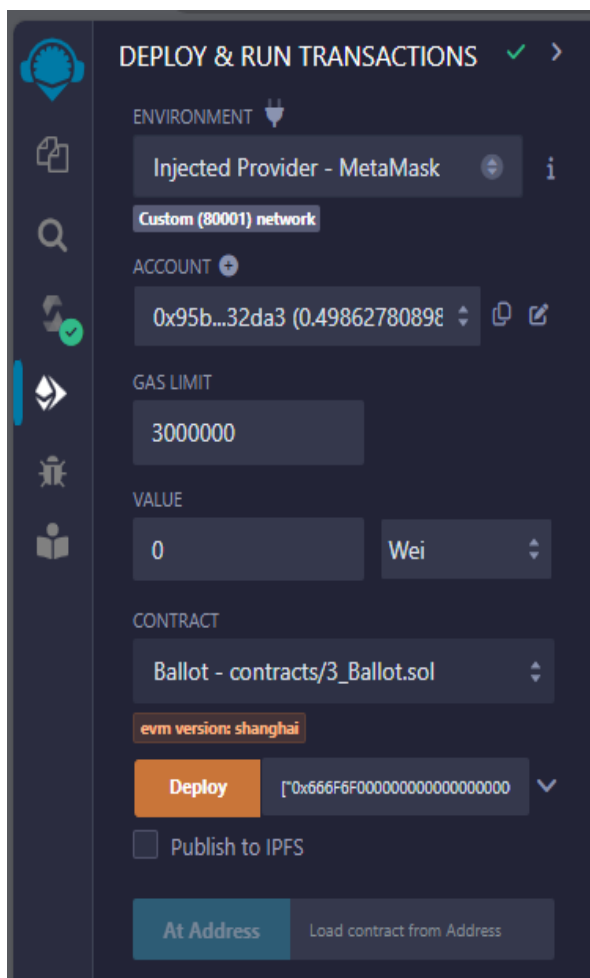 DEPLOY & RUN TRANSACTIONS
ENVIRONMENT
Injected Provider - MetaMask
i
Custom (80001) network
ACCOUNT
0x95b...32da3 (0.49862780898
GAS LIMIT
3000000
VALUE
0 Wei
CONTRACT
Ballot - contracts/3_Ballot.sol
evm version: shanghai
Deploy ["0x666F6F0000000000000000000
Publish to IPFS
At Address Load contract from Address